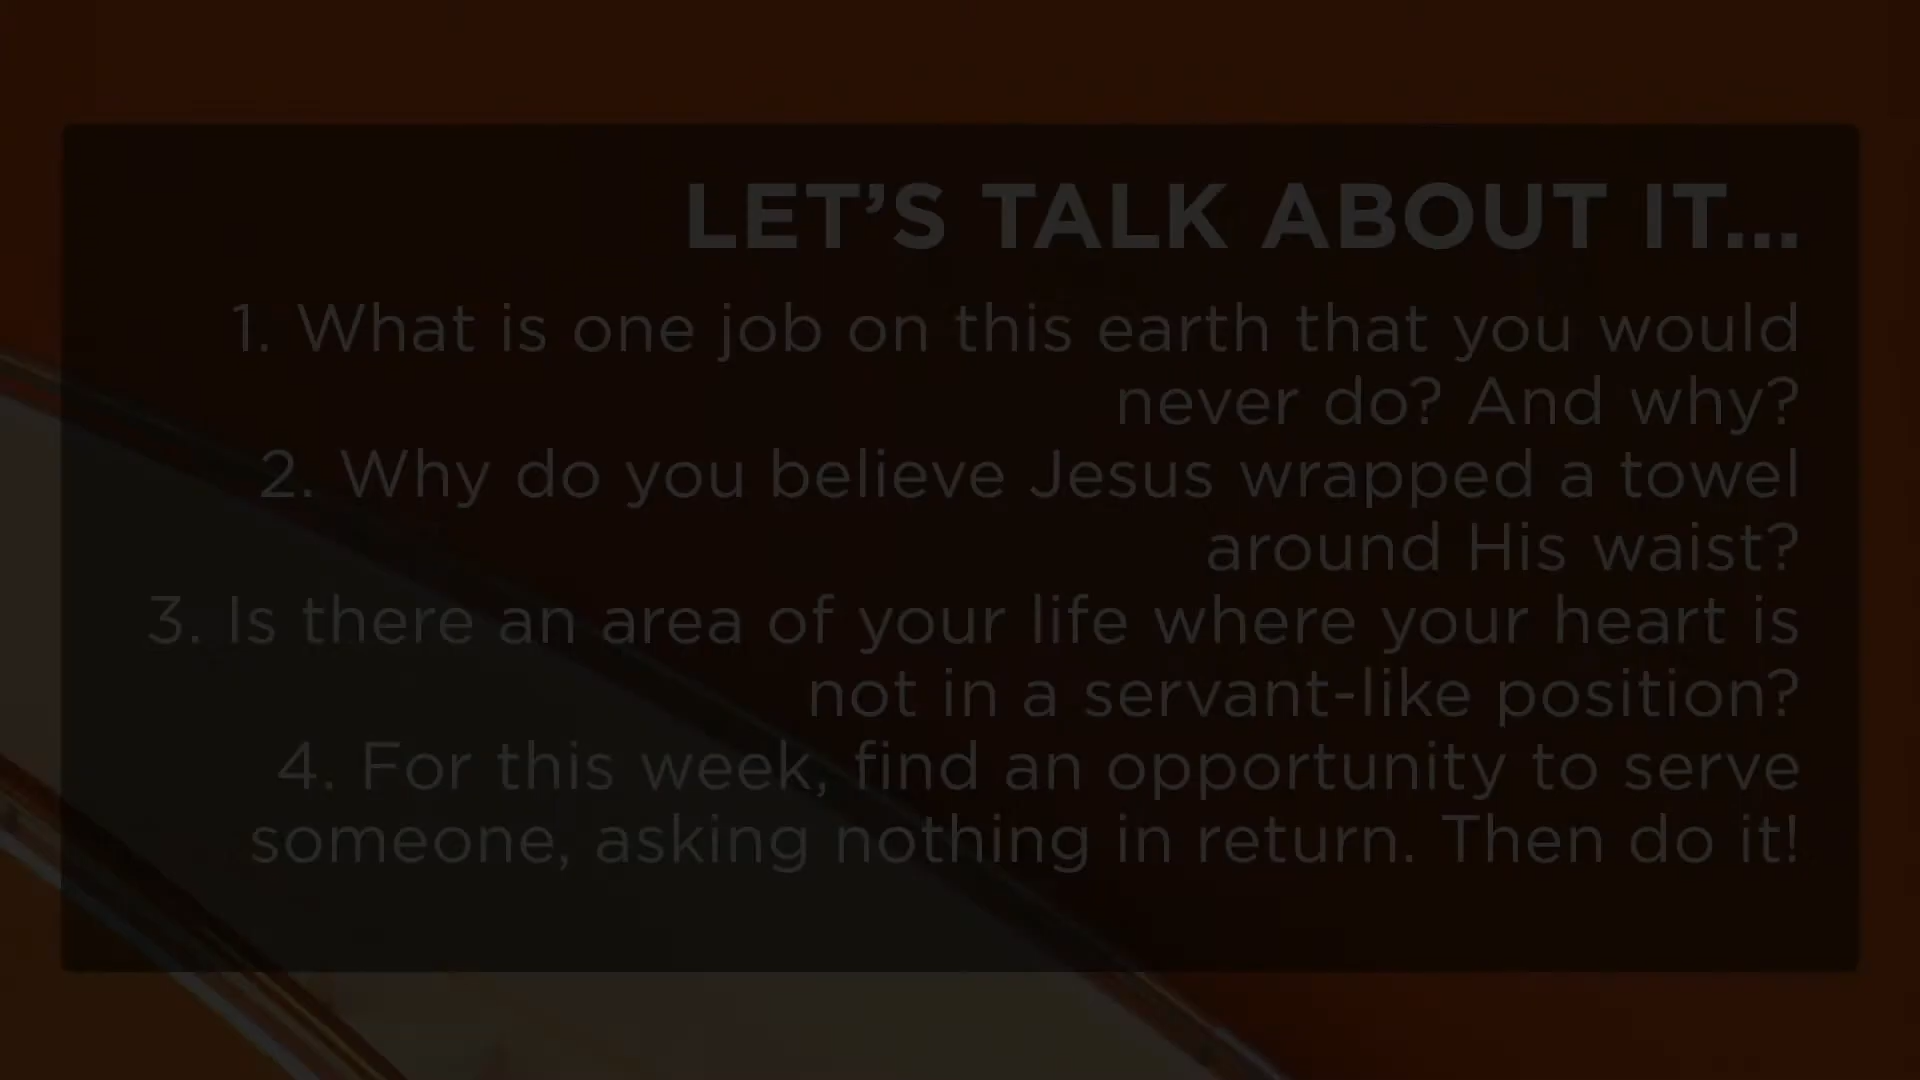 LET’S TALK ABOUT IT...
1. What is one job on this earth that you would
never do? And why?
2. Why do you believe Jesus wrapped a towel
around His waist?
3. Is there an area of your life where your heart is
not in a servant-like position?
4. For this week, find an opportunity to serve
someone, asking nothing in return. Then do it!